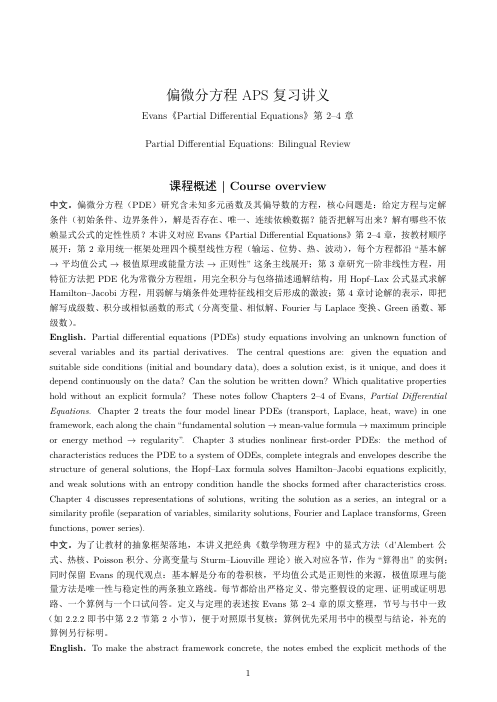 偏微分方程 APS 复习讲义
Evans《Partial Differential Equations》第 2–4 章
Partial Differential Equations: Bilingual Review
课程概述 | Course overview
中文。偏微分方程（PDE）研究含未知多元函数及其偏导数的方程，核心问题是：给定方程与定解
条件（初始条件、边界条件），解是否存在、唯一、连续依赖数据？能否把解写出来？解有哪些不依
赖显式公式的定性性质？本讲义对应 Evans《Partial Differential Equations》第 2–4 章，按教材顺序
展开：第 2 章用统一框架处理四个模型线性方程（输运、位势、热、波动），每个方程都沿 “基本解
→ 平均值公式 → 极值原理或能量方法 → 正则性” 这条主线展开；第 3 章研究一阶非线性方程，用
特征方法把 PDE 化为常微分方程组，用完全积分与包络描述通解结构，用 Hopf–Lax 公式显式求解
Hamilton–Jacobi 方程，用弱解与熵条件处理特征线相交后形成的激波；第 4 章讨论解的表示，即把
解写成级数、积分或相似函数的形式（分离变量、相似解、Fourier 与 Laplace 变换、Green 函数、幂
级数）。
English. Partial differential equations (PDEs) study equations involving an unknown function of
several variables and its partial derivatives. The central questions are: given the equation and
suitable side conditions (initial and boundary data), does a solution exist, is it unique, and does it
depend continuously on the data? Can the solution be written down? Which qualitative properties
hold without an explicit formula? These notes follow Chapters 2–4 of Evans, Partial Differential
Equations. Chapter 2 treats the four model linear PDEs (transport, Laplace, heat, wave) in one
framework, each along the chain “fundamental solution → mean-value formula → maximum principle
or energy method → regularity”. Chapter 3 studies nonlinear first-order PDEs: the method of
characteristics reduces the PDE to a system of ODEs, complete integrals and envelopes describe the
structure of general solutions, the Hopf–Lax formula solves Hamilton–Jacobi equations explicitly,
and weak solutions with an entropy condition handle the shocks formed after characteristics cross.
Chapter 4 discusses representations of solutions, writing the solution as a series, an integral or a
similarity profile (separation of variables, similarity solutions, Fourier and Laplace transforms, Green
functions, power series).
中文。为了让教材的抽象框架落地，本讲义把经典《数学物理方程》中的显式方法（d’Alembert 公
式、热核、Poisson 积分、分离变量与 Sturm–Liouville 理论）嵌入对应各节，作为 “算得出” 的实例；
同时保留 Evans 的现代观点：基本解是分布的卷积核，平均值公式是正则性的来源，极值原理与能
量方法是唯一性与稳定性的两条独立路线。每节都给出严格定义、带完整假设的定理、证明或证明思
路、一个算例与一个口试问答。定义与定理的表述按 Evans 第 2–4 章的原文整理，节号与书中一致
（如 2.2.2 即书中第 2.2 节第 2 小节），便于对照原书复核；算例优先采用书中的模型与结论，补充的
算例另行标明。
English. To make the abstract framework concrete, the notes embed the explicit methods of the
1